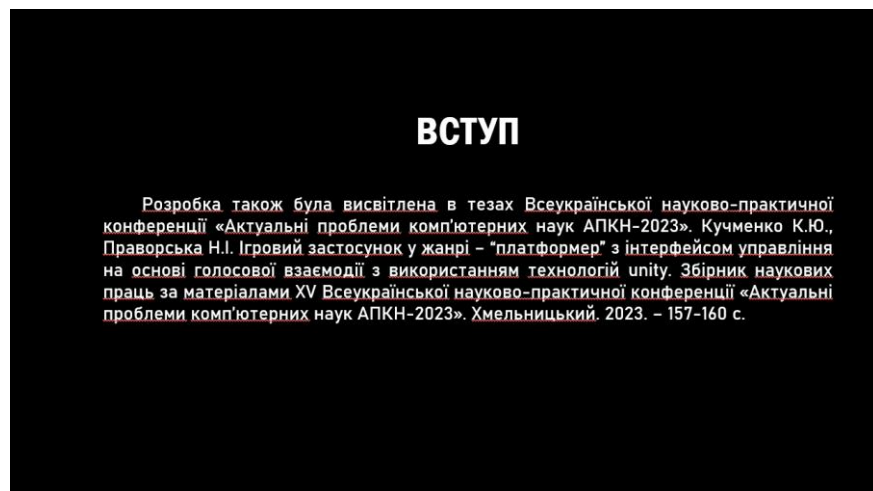 ВСТУП
Розробка також була висвітлена в тезах Всеукраїнської науково-практичної
конференції «Актуальні проблеми комп'ютерних наук АПКН-2023». Кучменко К.Ю.,
Праворська Н.І. Ігровий застосунок у жанрі – "платформер" з інтерфейсом управління
на основі голосової взаємодії з використанням технологій unity. Збірник наукових
праць за матеріалами XV Всеукраїнської науково-практичної конференції «Актуальні
проблеми комп'ютерних наук АПКН-2023». Хмельницький. 2023. – 157-160 с.